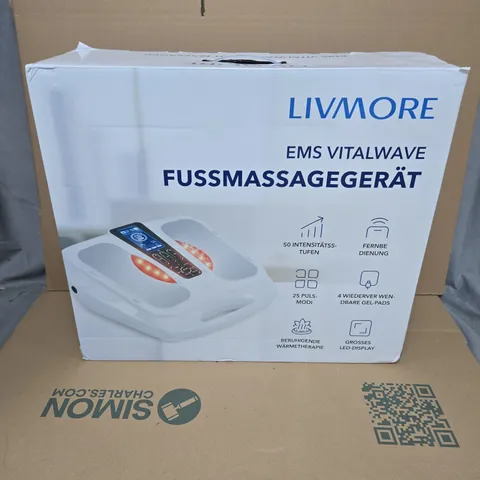 LIVMORE
EMS VITALWAVE
FUSSMASSAGEGERÄT
50 INTENSITÄTS-
STUFEN
FERNBE
DIENUNG
25 PULS-
MODI
4 WIEDERVER WEN-
DBARE GEL-PADS
BERUHIGENDE
WÄRMETHERAPIE
GROSSES
LED-DISPLAY
SIMON
CHARLES.COM